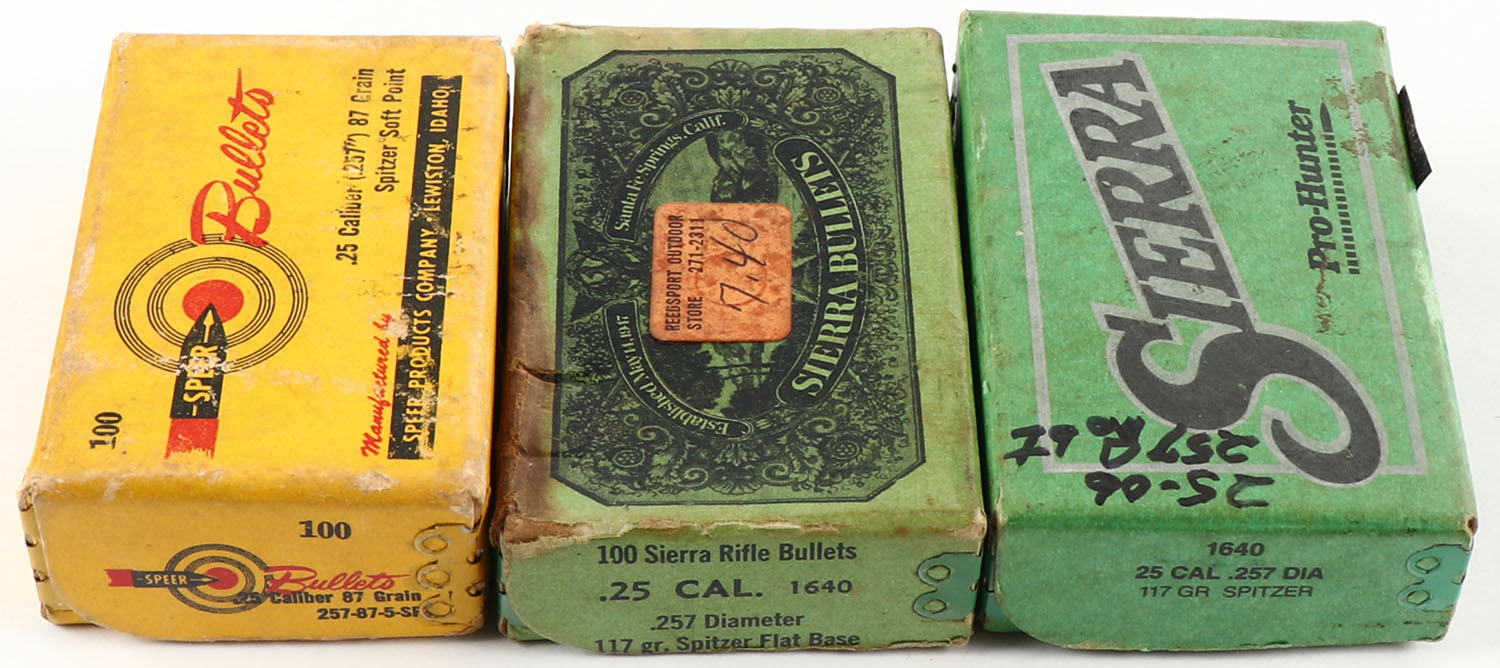 Bullets
.25 Caliber (.257") 87 Grain
Spitzer Soft Point
-SPEER-
100
Manufactured by
SPEER PRODUCTS COMPANY, LEWISTON, IDAHO
100
-SPEER-
Bullets
.25 Caliber 87 Grain
257-87-5-SP
Santa Fe Springs, Calif.
SIERRA BULLETS
Established May 14, 1947
REEDSPORT OUTDOOR
STORE 271-2311
7.40
100 Sierra Rifle Bullets
.25 CAL. 1640
.257 Diameter
117 gr. Spitzer Flat Base
SIERRA
Pro-Hunter
25-06
257 Ro
1640
25 CAL .257 DIA
117 GR SPITZER